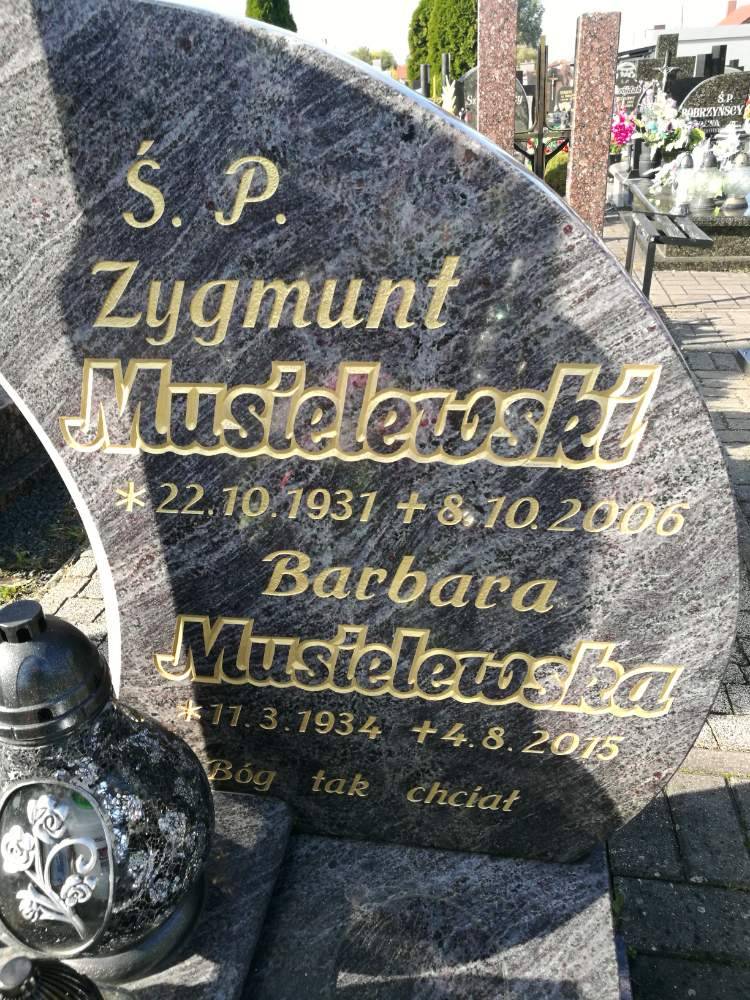 Ś. P.
Zygmunt
Musielewski
* 22.10.1931 + 8.10.2006
Barbara
Musielewska
* 11.3.1934 + 4.8.2015
Bóg tak chciał
Ś.P.